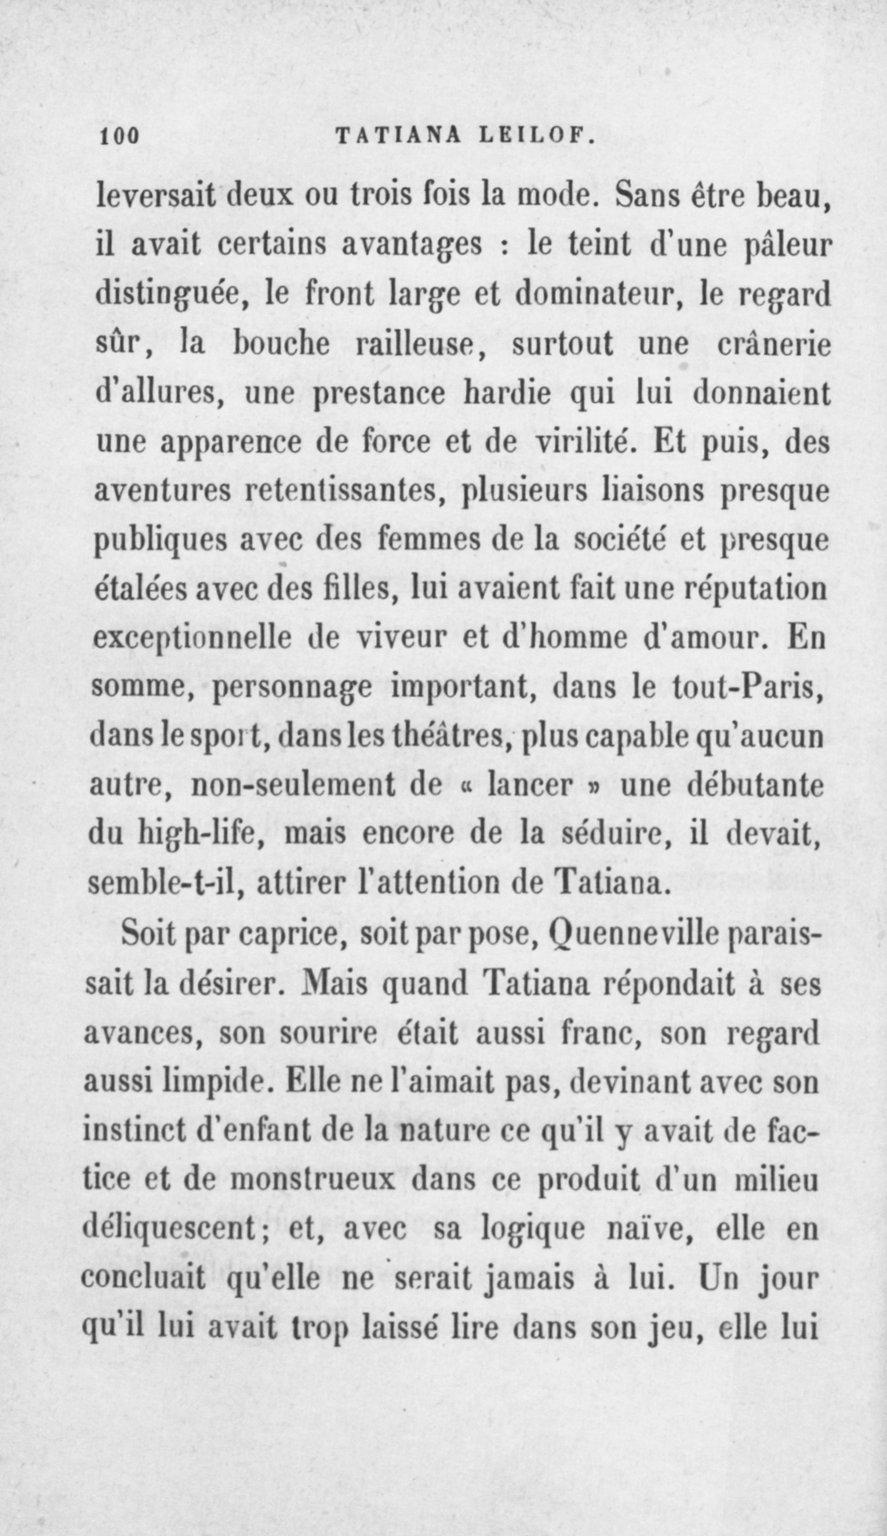 100 TATIANA LEILOF.
leversait deux ou trois fois la mode. Sans être beau,
il avait certains avantages : le teint d'une pâleur
distinguée, le front large et dominateur, le regard
sûr, la bouche railleuse, surtout une crânerie
d'allures, une prestance hardie qui lui donnaient
une apparence de force et de virilité. Et puis, des
aventures retentissantes, plusieurs liaisons presque
publiques avec des femmes de la société et presque
étalées avec des filles, lui avaient fait une réputation
exceptionnelle de viveur et d'homme d'amour. En
somme, personnage important, dans le tout-Paris,
dans le sport, dans les théâtres, plus capable qu'aucun
autre, non-seulement de « lancer » une débutante
du high-life, mais encore de la séduire, il devait,
semble-t-il, attirer l'attention de Tatiana.
Soit par caprice, soit par pose, Quenneville parais-
sait la désirer. Mais quand Tatiana répondait à ses
avances, son sourire était aussi franc, son regard
aussi limpide. Elle ne l'aimait pas, devinant avec son
instinct d'enfant de la nature ce qu'il y avait de fac-
tice et de monstrueux dans ce produit d'un milieu
déliquescent; et, avec sa logique naïve, elle en
concluait qu'elle ne serait jamais à lui. Un jour
qu'il lui avait trop laissé lire dans son jeu, elle lui